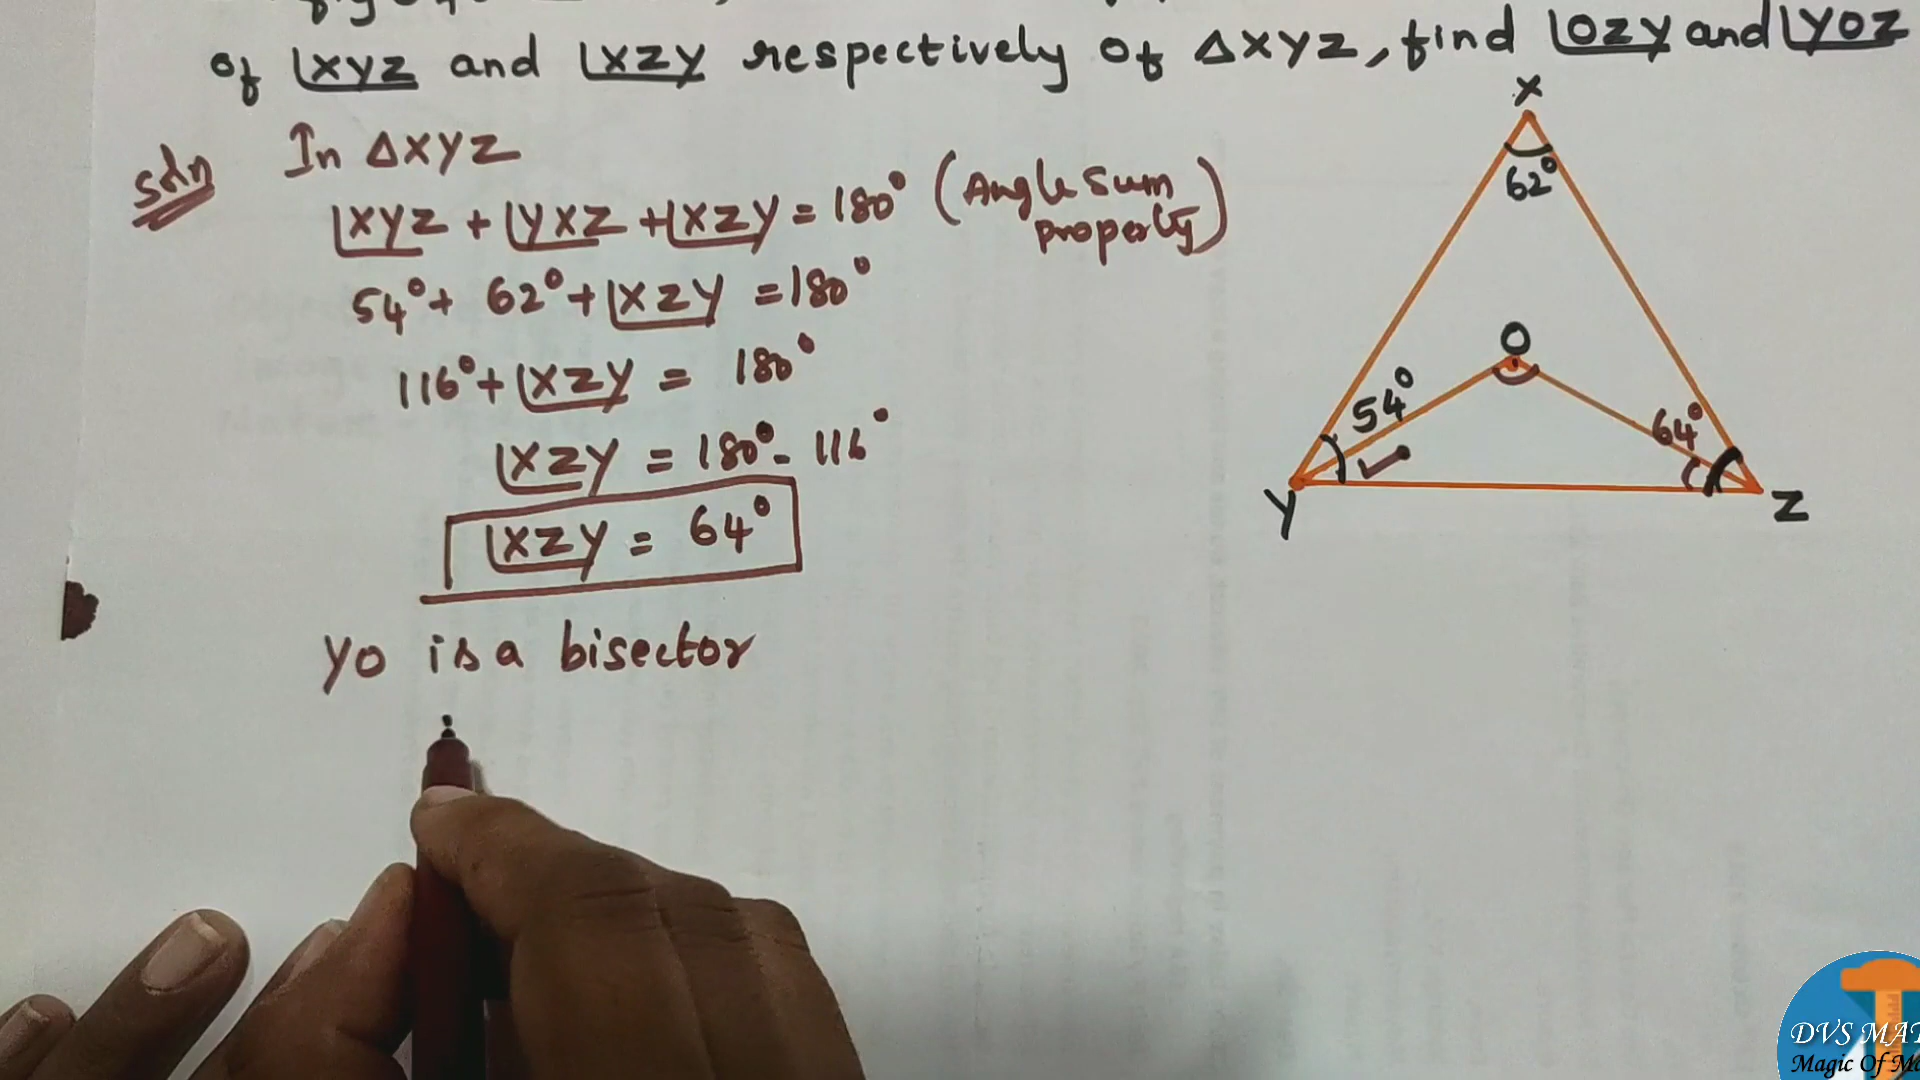 of ∠XYZ and ∠XZY respectively of ΔXYZ, find ∠OZY and ∠YOZ
Soln
In ΔXYZ
∠XYZ + ∠YXZ + ∠XZY = 180° (Angle Sum property)
54° + 62° + ∠XZY = 180°
116° + ∠XZY = 180°
∠XZY = 180° - 116°
∠XZY = 64°
YO is a bisector
X
62°
O
54°
64°
Y
Z
DVS
Magic Of